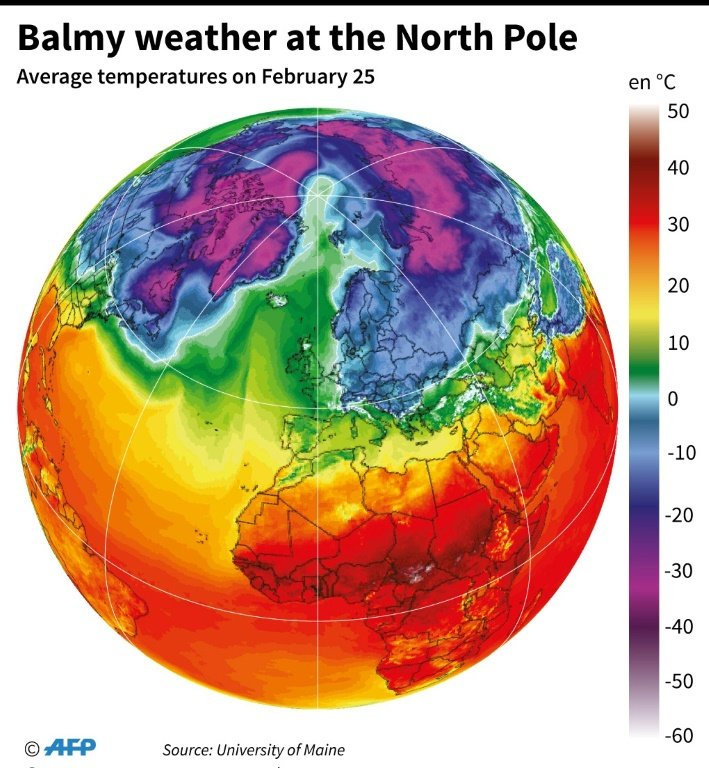 Balmy weather at the North Pole
Average temperatures on February 25
en °C
50
40
30
20
10
0
-10
-20
-30
-40
-50
-60
© AFP
Source: University of Maine